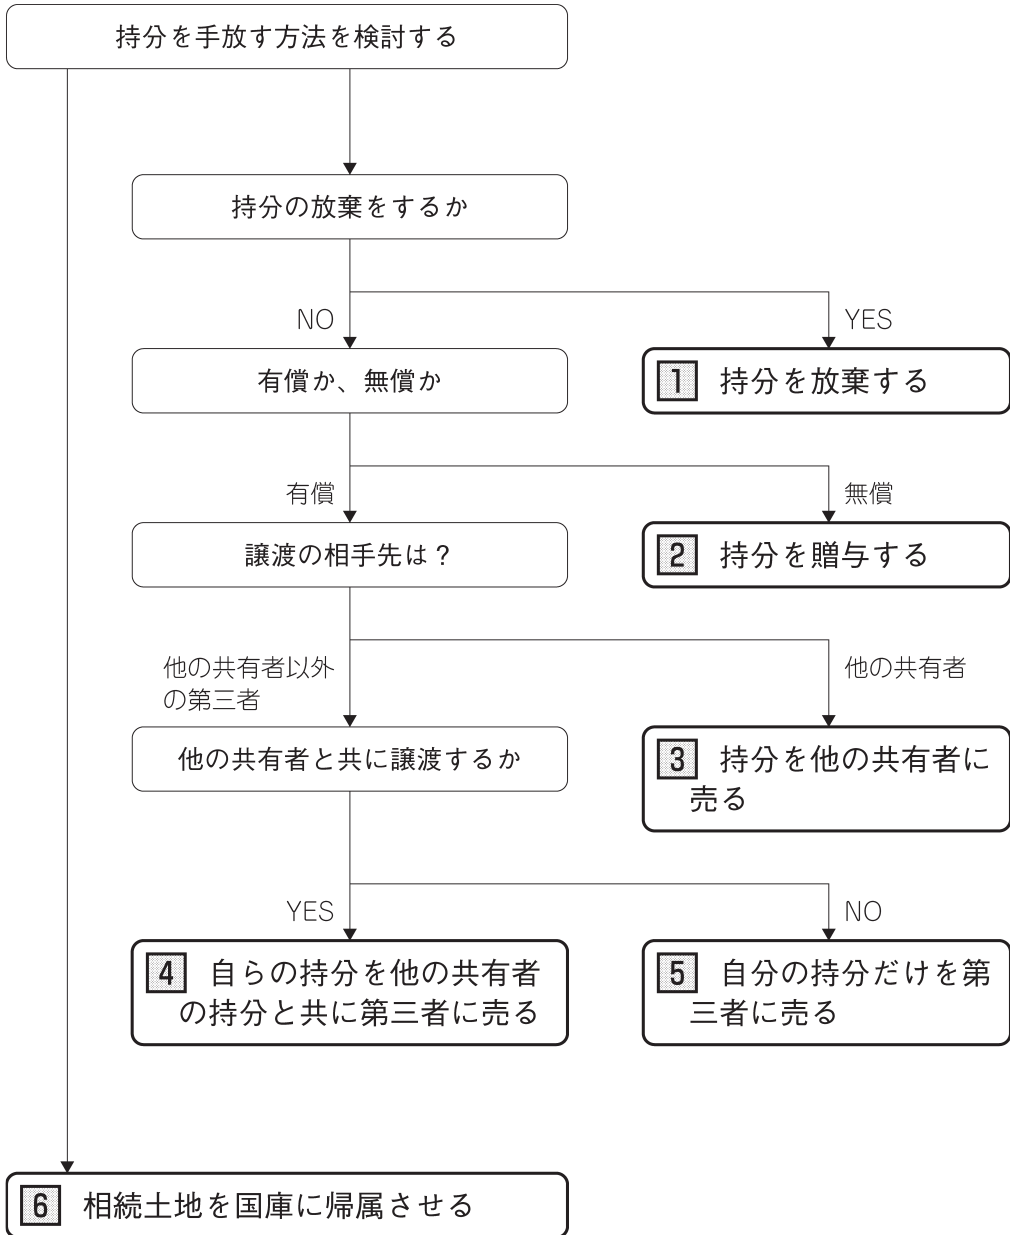 持分を手放す方法を検討する
持分の放棄をするか
NO
YES
有償か、無償か
1 持分を放棄する
有償
無償
譲渡の相手先は？
2 持分を贈与する
他の共有者以外
の第三者
他の共有者
他の共有者と共に譲渡するか
3 持分を他の共有者に
売る
YES
NO
4 自らの持分を他の共有者
の持分と共に第三者に売る
5 自分の持分だけを第
三者に売る
6 相続土地を国庫に帰属させる